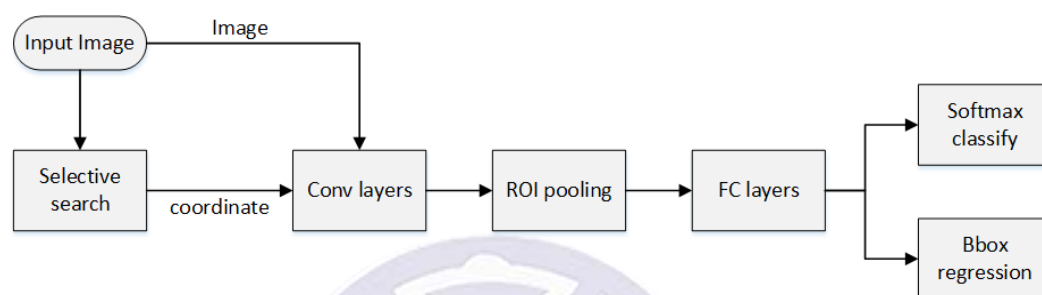 Image
Input Image
Softmax
classify
Selective
search
coordinate
Conv layers
ROI pooling
FC layers
Bbox
regression